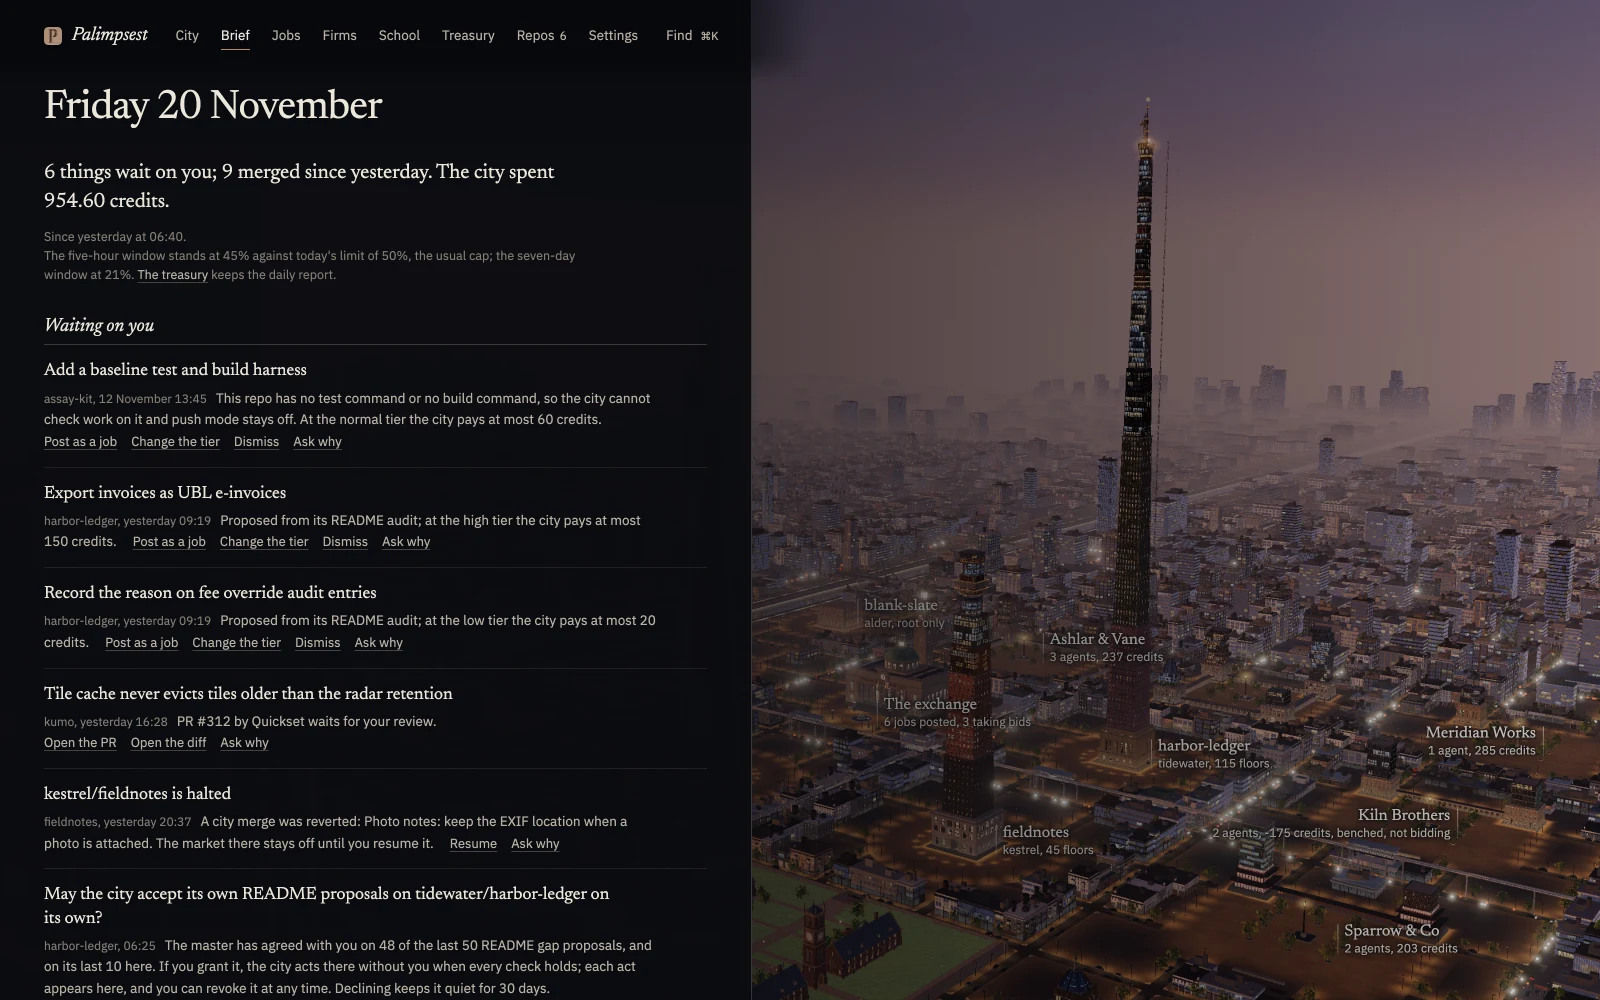 P Palimpsest City Brief Jobs Firms School Treasury Repos 6 Settings Find ⌘K
Friday 20 November
6 things wait on you; 9 merged since yesterday. The city spent
954.60 credits.
Since yesterday at 06:40.
The five-hour window stands at 45% against today's limit of 50%, the usual cap; the seven-day
window at 21%. The treasury keeps the daily report.
Waiting on you
Add a baseline test and build harness
assay-kit, 12 November 13:45 This repo has no test command or no build command, so the city cannot
check work on it and push mode stays off. At the normal tier the city pays at most 60 credits.
Post as a job Change the tier Dismiss Ask why
Export invoices as UBL e-invoices
harbor-ledger, yesterday 09:19 Proposed from its README audit; at the high tier the city pays at most
150 credits. Post as a job Change the tier Dismiss Ask why
Record the reason on fee override audit entries
harbor-ledger, yesterday 09:19 Proposed from its README audit; at the low tier the city pays at most 20
credits. Post as a job Change the tier Dismiss Ask why
Tile cache never evicts tiles older than the radar retention
kumo, yesterday 16:28 PR #312 by Quickset waits for your review.
Open the PR Open the diff Ask why
kestrel/fieldnotes is halted
fieldnotes, yesterday 20:37 A city merge was reverted: Photo notes: keep the EXIF location when a
photo is attached. The market there stays off until you resume it. Resume Ask why
May the city accept its own README proposals on tidewater/harbor-ledger on
its own?
harbor-ledger, 06:25 The master has agreed with you on 48 of the last 50 README gap proposals, and
on its last 10 here. If you grant it, the city acts there without you when every check holds; each act
appears here, and you can revoke it at any time. Declining keeps it quiet for 30 days.
blank-slate
alder, root only
Ashlar & Vane
3 agents, 237 credits
The exchange
6 jobs posted, 3 taking bids
harbor-ledger
tidewater, 115 floors
Meridian Works
1 agent, 285 credits
Kiln Brothers
2 agents, -175 credits, benched, not bidding
fieldnotes
kestrel, 45 floors
Sparrow & Co
2 agents, 203 credits